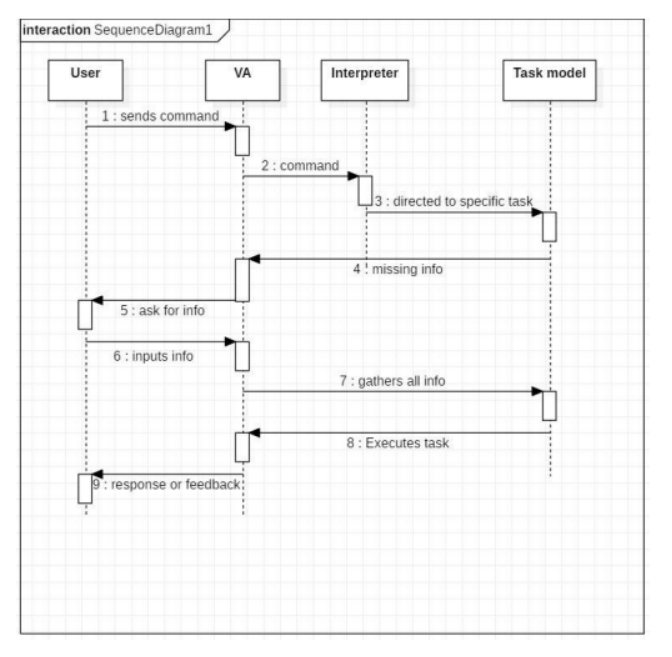 interaction SequenceDiagram1
User
VA
Interpreter
Task model
1 : sends command
2 : command
3 : directed to specific task
4 : missing info
5 : ask for info
6 : inputs info
7 : gathers all info
8 : Executes task
9 : response or feedback